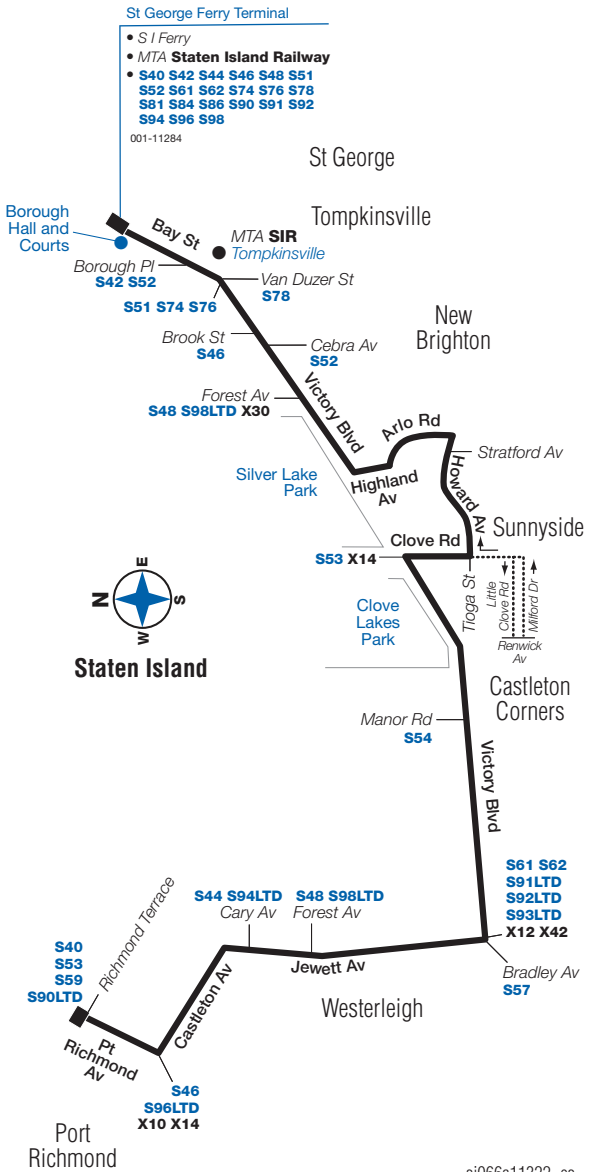 St George Ferry Terminal
• S I Ferry
• MTA Staten Island Railway
• S40 S42 S44 S46 S48 S51
S52 S61 S62 S74 S76 S78
S81 S84 S86 S90 S91 S92
S94 S96 S98
001-11284
St George
Borough
Hall and
Courts
Bay St
Tompkinsville
MTA SIR
Tompkinsville
Borough Pl
S42 S52
Van Duzer St
S78
S51 S74 S76
New
Brighton
Brook St
S46
Cebra Av
S52
Forest Av
S48 S98LTD X30
Victory Blvd
Arlo Rd
Stratford Av
Silver Lake
Park
Highland
Av
Howard Av
Sunnyside
Clove Rd
S53 X14
Tioga St
Little
Clove Rd
Milford Dr
Renwick
Av
N
E
S
W
Staten Island
Clove
Lakes
Park
Castleton
Corners
Manor Rd
S54
Victory Blvd
S61 S62
S91LTD
S92LTD
S93LTD
X12 X42
Bradley Av
S57
S44 S94LTD
Cary Av
S48 S98LTD
Forest Av
Jewett Av
Westerleigh
Castleton Av
Richmond Terrace
S40
S53
S59
S90LTD
Pt
Richmond
Av
S46
S96LTD
X10 X14
Port
Richmond